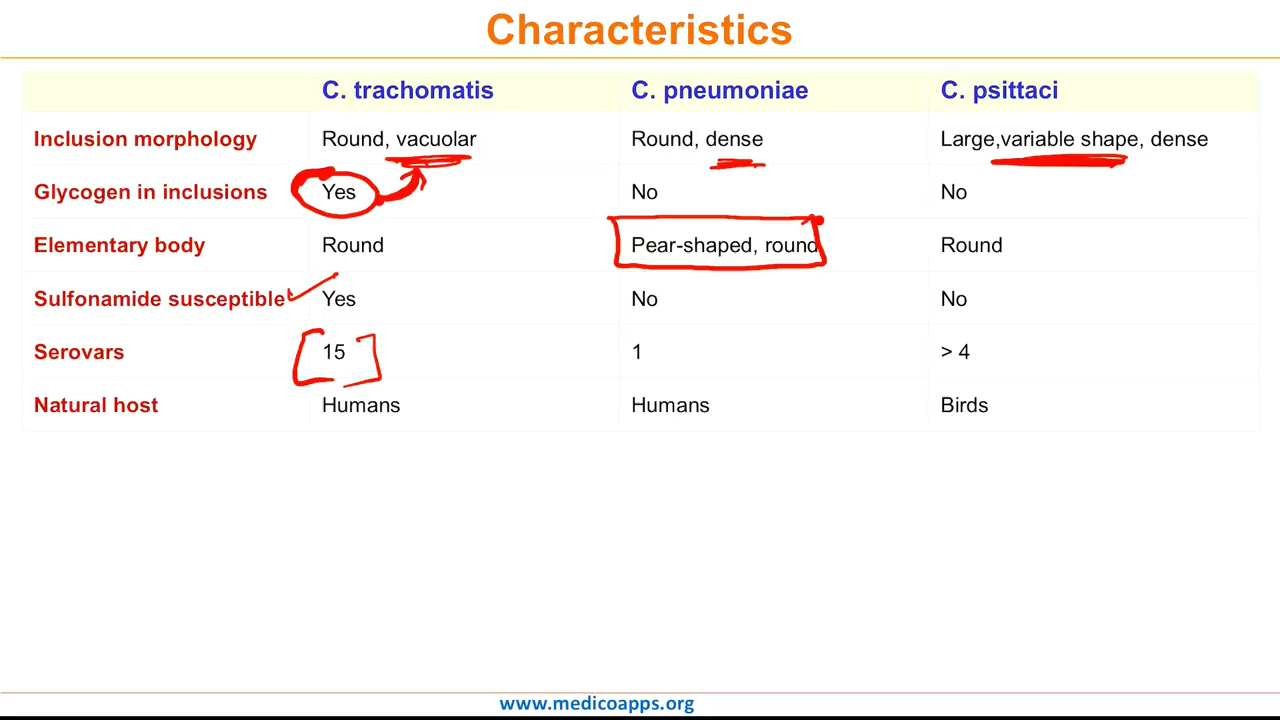 Characteristics
C. trachomatis C. pneumoniae C. psittaci
Inclusion morphology Round, vacuolar Round, dense Large,variable shape, dense
Glycogen in inclusions Yes No No
Elementary body Round Pear-shaped, round Round
Sulfonamide susceptible Yes No No
Serovars 15 1 > 4
Natural host Humans Humans Birds
www.medicoapps.org